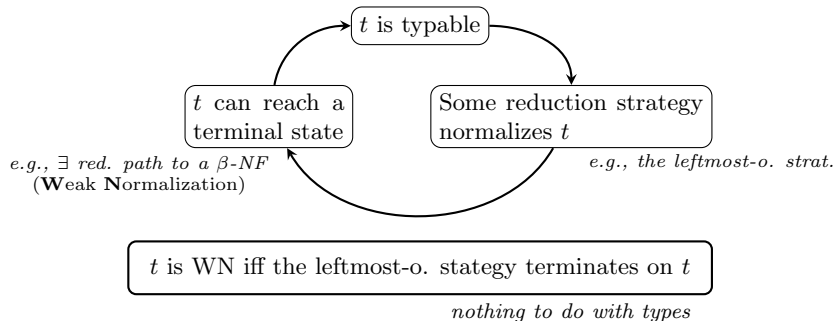 t is typable
t can reach a
terminal state
Some reduction strategy
normalizes t
e.g., ∃ red. path to a β-NF
(Weak Normalization)
e.g., the leftmost-o. strat.
t is WN iff the leftmost-o. stategy terminates on t
nothing to do with types